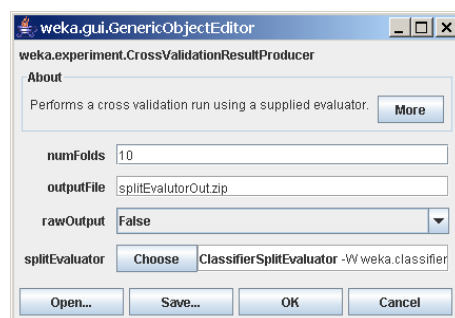 weka.gui.GenericObjectEditor
weka.experiment.CrossValidationResultProducer
About
Performs a cross validation run using a supplied evaluator. More
numFolds 10
outputFile splitEvalutorOut.zip
rawOutput False
splitEvaluator Choose ClassifierSplitEvaluator -W weka.classifier
Open... Save... OK Cancel